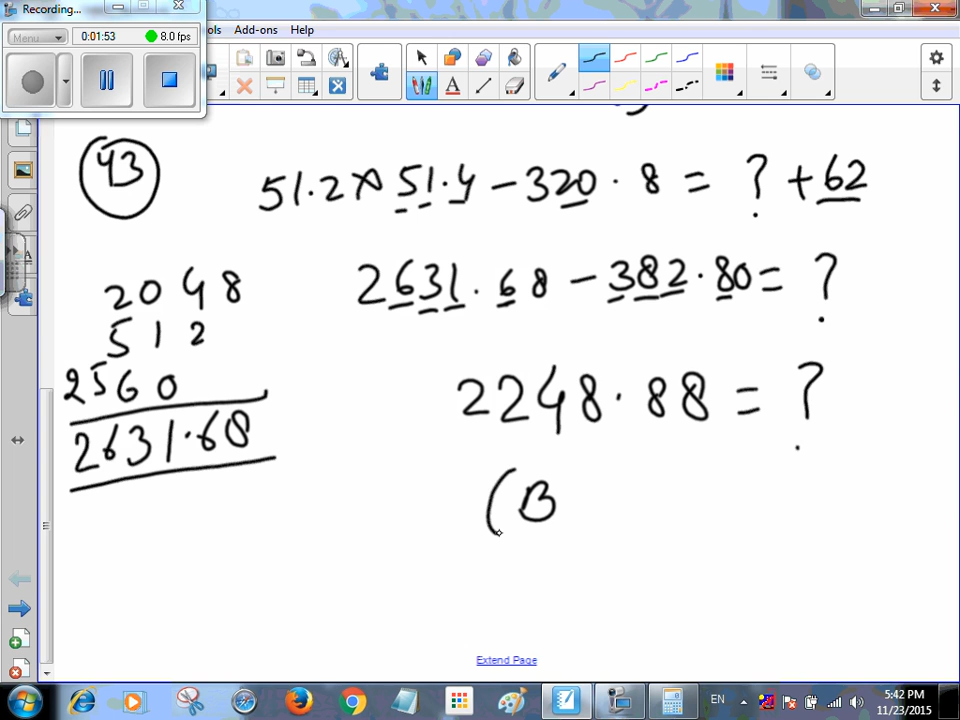 Recording...
Menu
0:01:53
8.0 fps
ols Add-ons Help
43
51.2 × 51.4 - 320.8 = ? + 62
2631.68 - 382.80 = ?
2048
512
2560
2631.68
2248.88 = ?
(B
Extend Page
EN
5:42 PM
11/23/2015